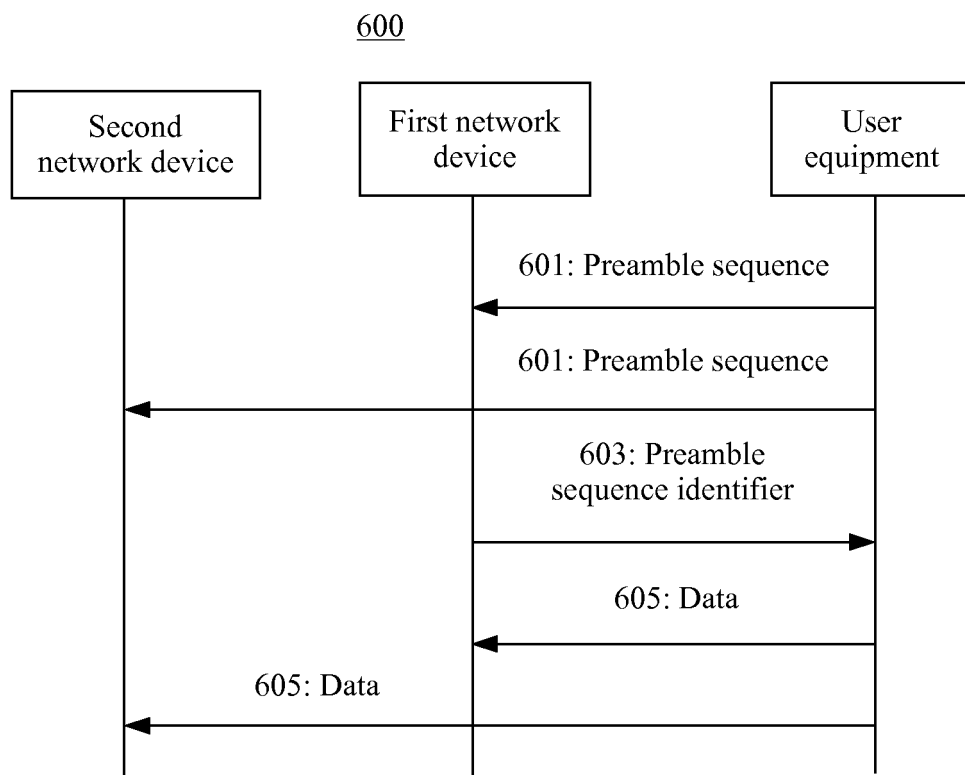 600
Second
network device
First network
device
User
equipment
601: Preamble sequence
601: Preamble sequence
603: Preamble
sequence identifier
605: Data
605: Data